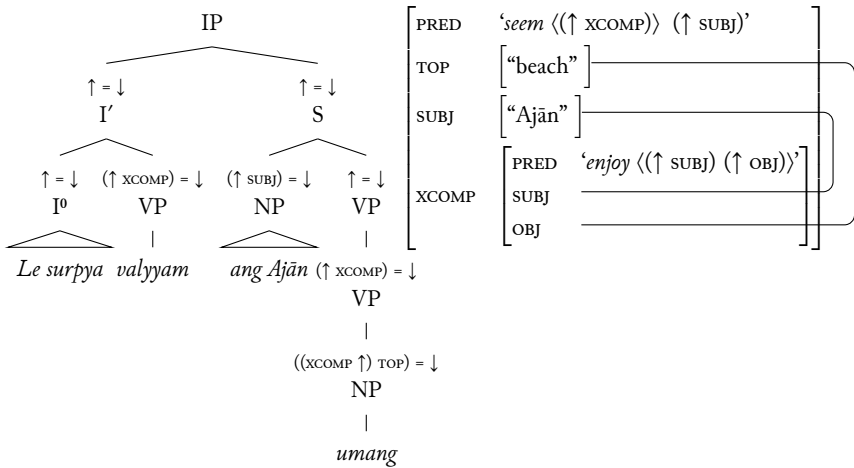 IP
↑ = ↓ ↑ = ↓
I′ S
↑ = ↓ (↑ XCOMP) = ↓ (↑ SUBJ) = ↓ ↑ = ↓
I⁰ VP NP VP
Le surpya valyyam ang Ajān (↑ XCOMP) = ↓
VP
((XCOMP ↑) TOP) = ↓
NP
umang
PRED ‘seem ⟨(↑ XCOMP)⟩ (↑ SUBJ)’
TOP [“beach”]
SUBJ [“Ajān”]
XCOMP
PRED ‘enjoy ⟨(↑ SUBJ) (↑ OBJ)⟩’
SUBJ
OBJ